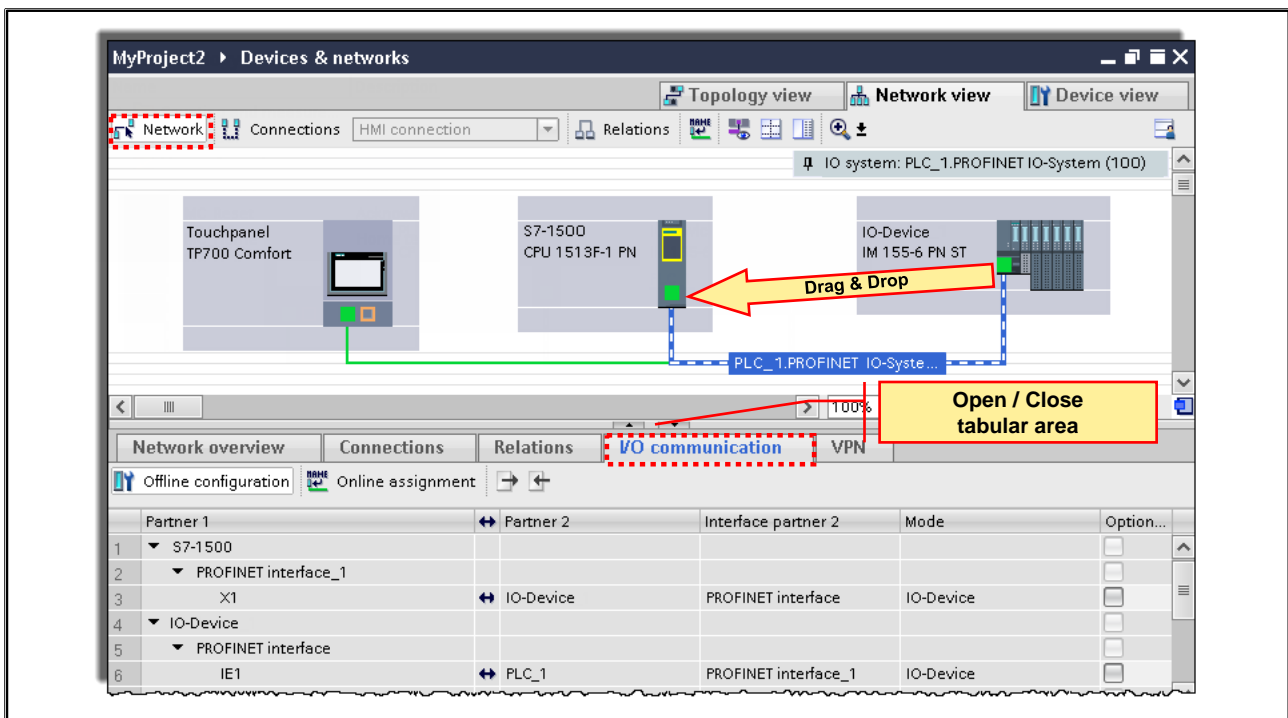 MyProject2 ▸ Devices & networks
Topology view Network view Device view
Network Connections HMI connection Relations
IO system: PLC_1.PROFINET IO-System (100)
Touchpanel
TP700 Comfort
S7-1500
CPU 1513F-1 PN
IO-Device
IM 155-6 PN ST
Drag & Drop
PLC_1.PROFINET IO-Syste...
100%
Open / Close
tabular area
Network overview Connections Relations I/O communication VPN
Offline configuration NAME Online assignment
Partner 1 Partner 2 Interface partner 2 Mode Option...
1 S7-1500
2 PROFINET interface_1
3 X1 IO-Device PROFINET interface IO-Device
4 IO-Device
5 PROFINET interface
6 IE1 PLC_1 PROFINET interface_1 IO-Device